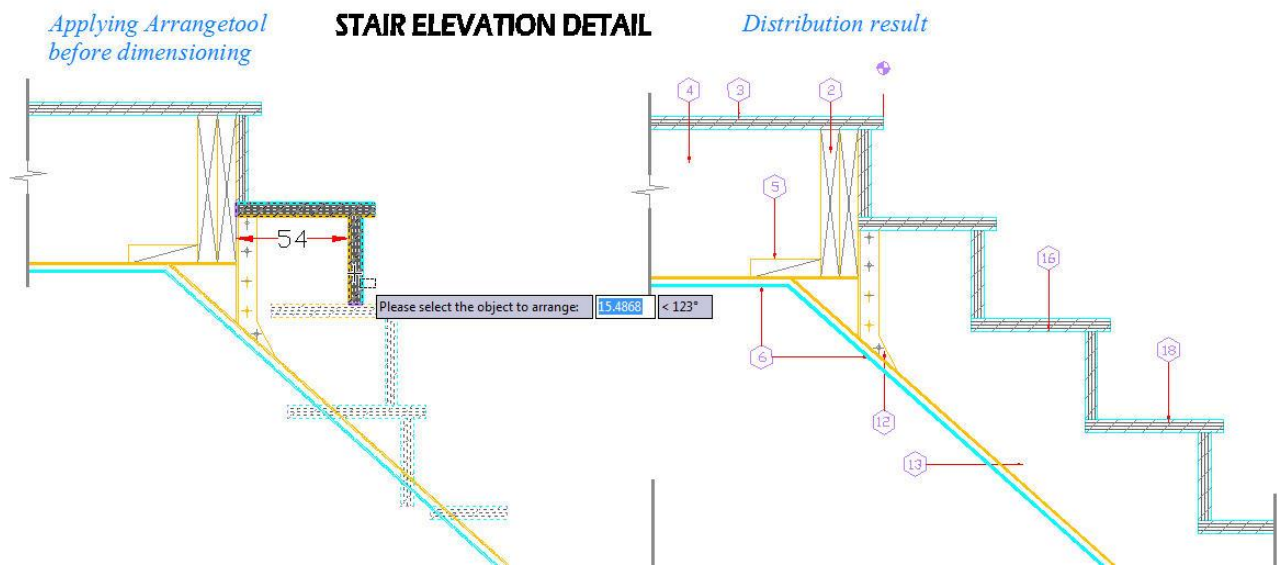 Applying Arrangetool
before dimensioning
STAIR ELEVATION DETAIL
Distribution result
4
3
2
5
54
16
Please select the object to arrange: 15.4868 < 123°
6
18
12
13